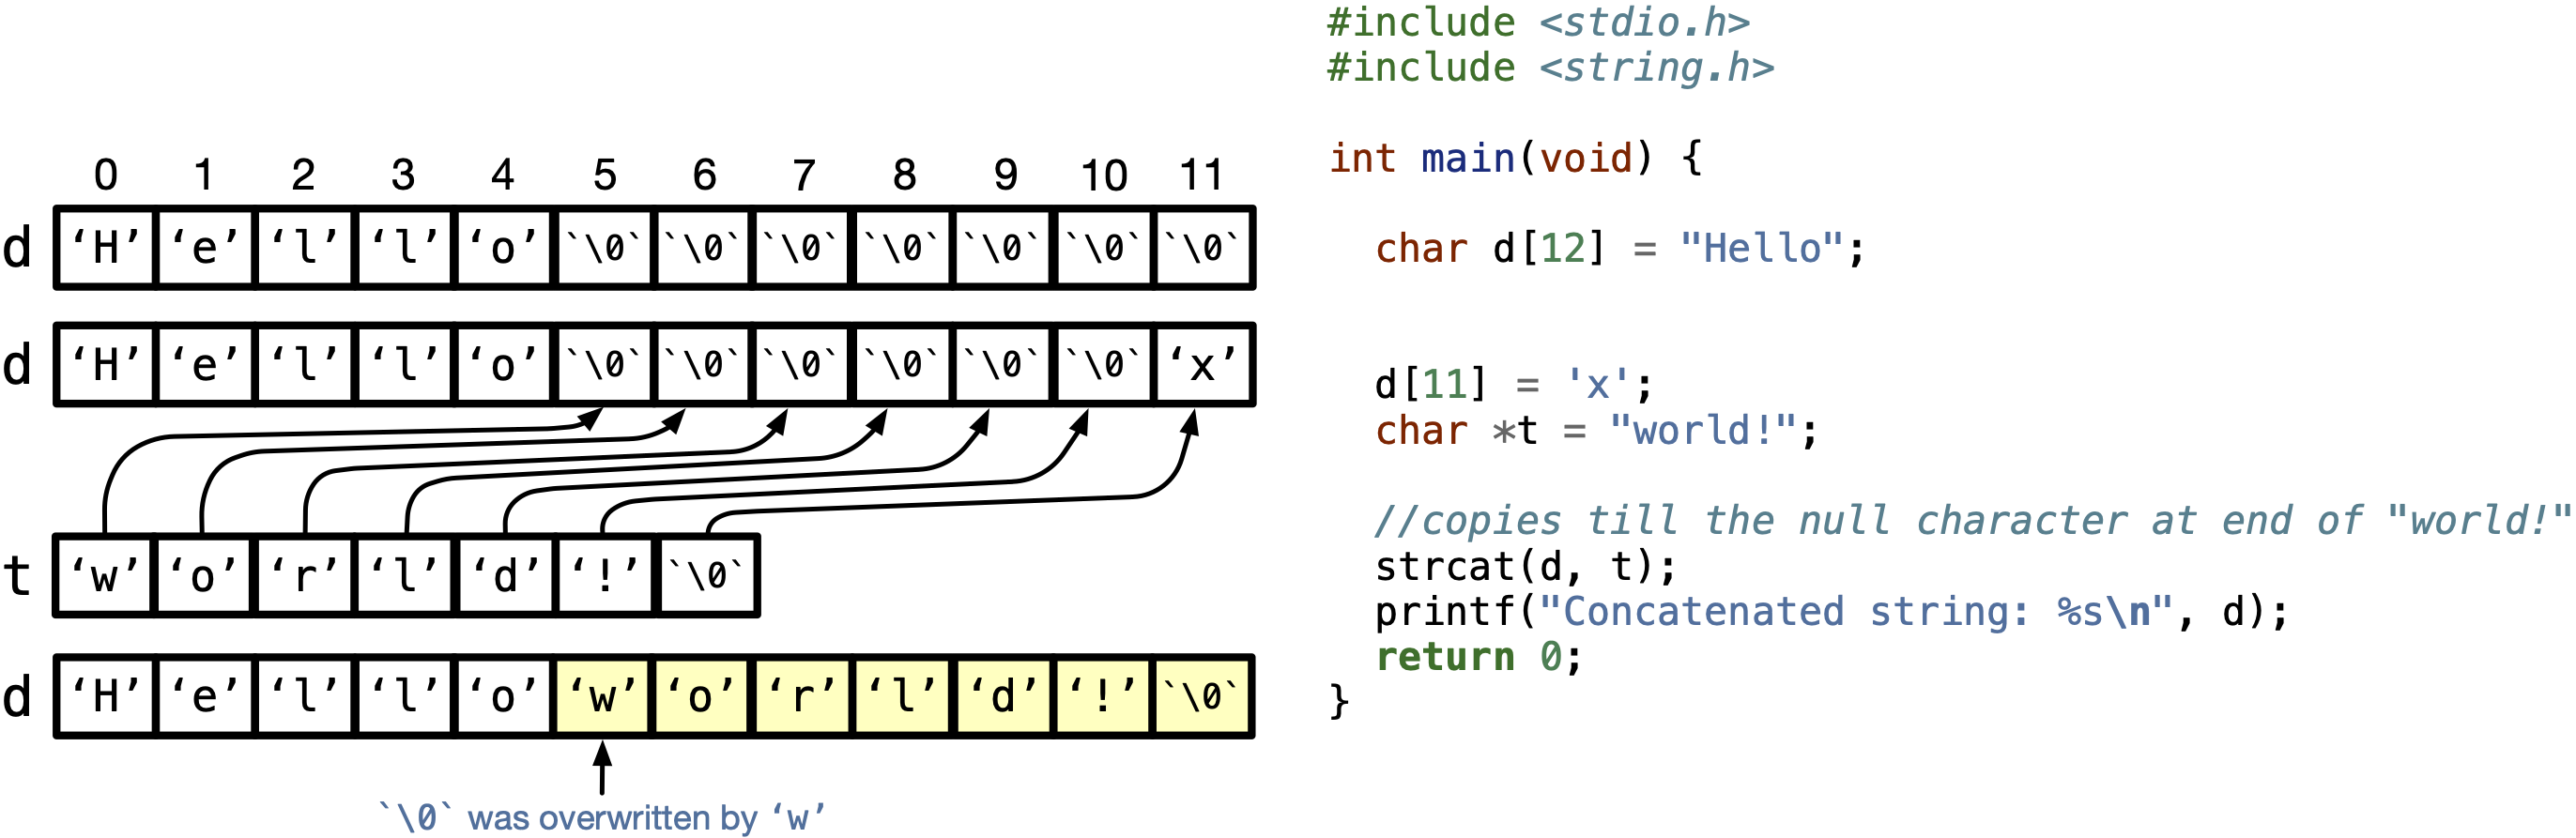 0 1 2 3 4 5 6 7 8 9 10 11
d ‘H’ ‘e’ ‘l’ ‘l’ ‘o’ `\0` `\0` `\0` `\0` `\0` `\0` `\0`
d ‘H’ ‘e’ ‘l’ ‘l’ ‘o’ `\0` `\0` `\0` `\0` `\0` `\0` ‘x’
t ‘w’ ‘o’ ‘r’ ‘l’ ‘d’ ‘!’ `\0`
d ‘H’ ‘e’ ‘l’ ‘l’ ‘o’ ‘w’ ‘o’ ‘r’ ‘l’ ‘d’ ‘!’ `\0`
`\0` was overwritten by ‘w’
#include <stdio.h>
#include <string.h>
int main(void) {
char d[12] = "Hello";
d[11] = 'x';
char *t = "world!";
//copies till the null character at end of "world!"
strcat(d, t);
printf("Concatenated string: %s\n", d);
return 0;
}